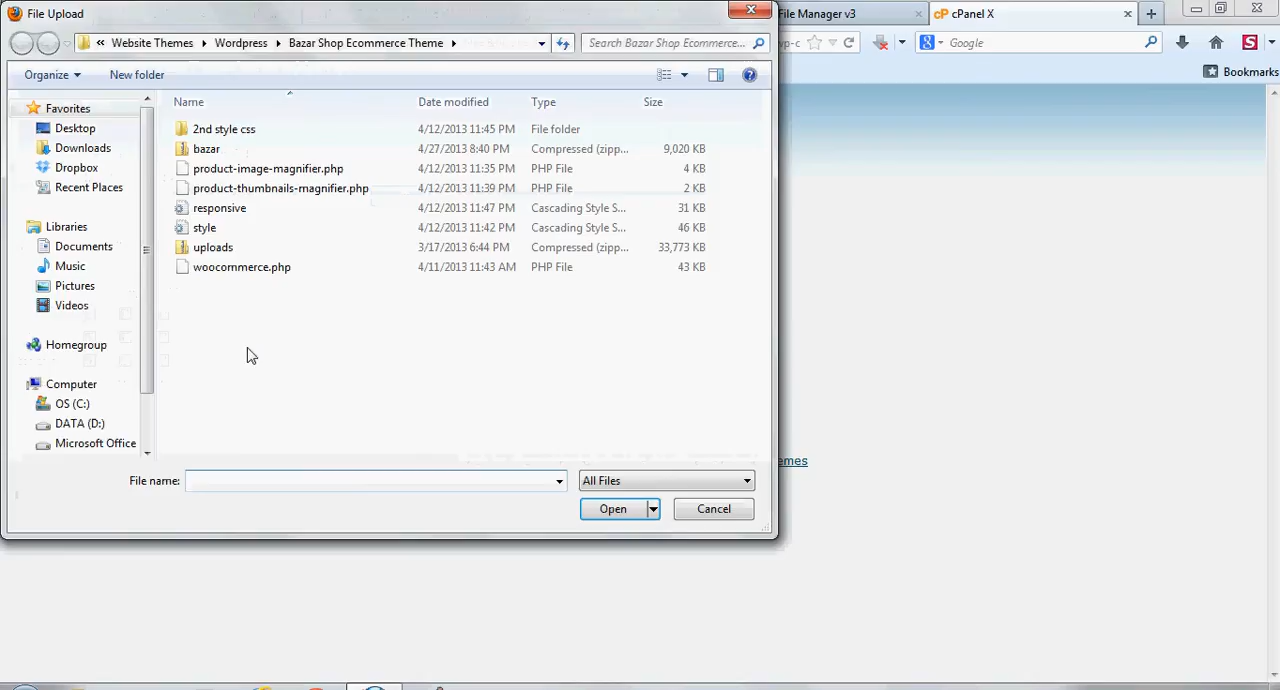 File Upload
File Manager v3
cPanel X
« Website Themes Wordpress Bazar Shop Ecommerce Theme
Search Bazar Shop Ecommerce...
wp-c
Google
Organize
New folder
Bookmarks
Name Date modified Type Size
Favorites
Desktop
Downloads
Dropbox
Recent Places
Libraries
Documents
Music
Pictures
Videos
Homegroup
Computer
OS (C:)
DATA (D:)
Microsoft Office
2nd style css 4/12/2013 11:45 PM File folder
bazar 4/27/2013 8:40 PM Compressed (zipp... 9,020 KB
product-image-magnifier.php 4/12/2013 11:35 PM PHP File 4 KB
product-thumbnails-magnifier.php 4/12/2013 11:39 PM PHP File 2 KB
responsive 4/12/2013 11:47 PM Cascading Style S... 31 KB
style 4/12/2013 11:42 PM Cascading Style S... 46 KB
uploads 3/17/2013 6:44 PM Compressed (zipp... 33,773 KB
woocommerce.php 4/11/2013 11:43 AM PHP File 43 KB
emes
File name:
All Files
Open
Cancel